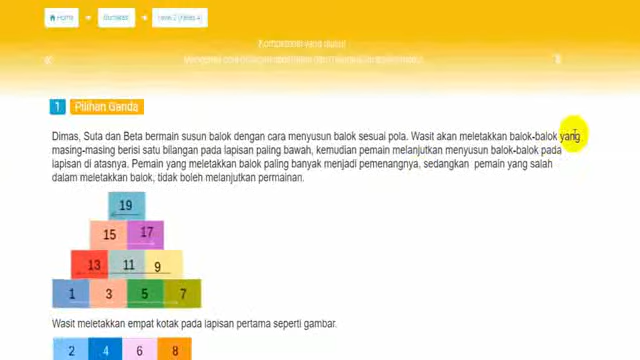 Home
Numerasi
Level 2 (Kelas 4)
Kompetensi yang diukur
1 Pilihan Ganda
Dimas, Suta dan Beta bermain susun balok dengan cara menyusun balok sesuai pola. Wasit akan meletakkan balok-balok yang
masing-masing berisi satu bilangan pada lapisan paling bawah, kemudian pemain melanjutkan menyusun balok-balok pada
lapisan di atasnya. Pemain yang meletakkan balok paling banyak menjadi pemenangnya, sedangkan pemain yang salah
dalam meletakkan balok, tidak boleh melanjutkan permainan.
19
15 17
13 11 9
1 3 5 7
Wasit meletakkan empat kotak pada lapisan pertama seperti gambar.
2 4 6 8